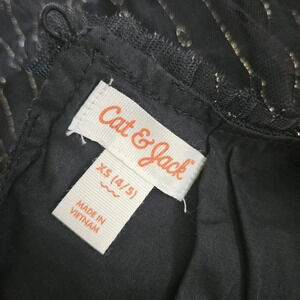 Cat & Jack
XS (4/5)
MADE IN
VIETNAM